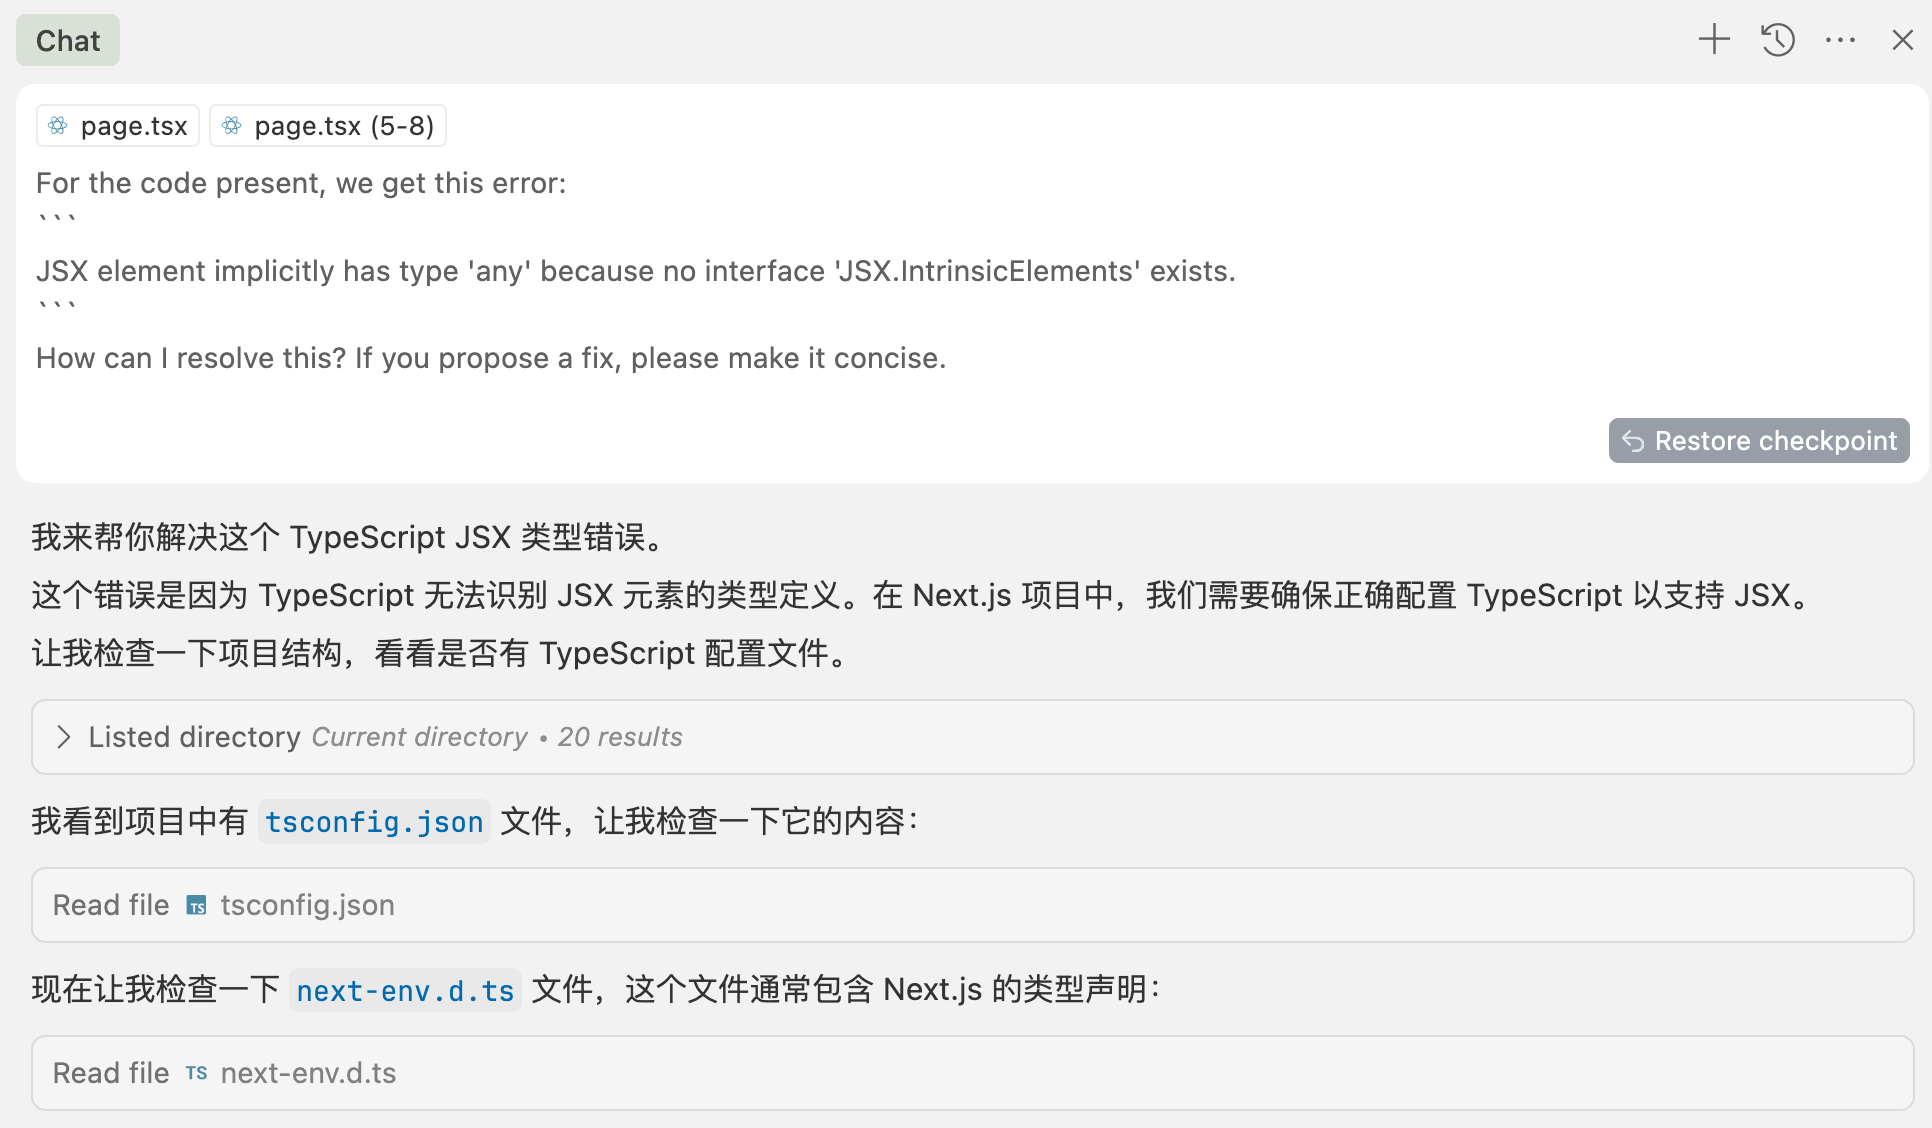 Chat
page.tsx page.tsx (5-8)
For the code present, we get this error:
```
JSX element implicitly has type 'any' because no interface 'JSX.IntrinsicElements' exists.
```
How can I resolve this? If you propose a fix, please make it concise.
Restore checkpoint
我来帮你解决这个 TypeScript JSX 类型错误。
这个错误是因为 TypeScript 无法识别 JSX 元素的类型定义。在 Next.js 项目中，我们需要确保正确配置 TypeScript 以支持 JSX。
让我检查一下项目结构，看看是否有 TypeScript 配置文件。
Listed directory Current directory • 20 results
我看到项目中有 tsconfig.json 文件，让我检查一下它的内容：
Read file TS tsconfig.json
现在让我检查一下 next-env.d.ts 文件，这个文件通常包含 Next.js 的类型声明：
Read file TS next-env.d.ts